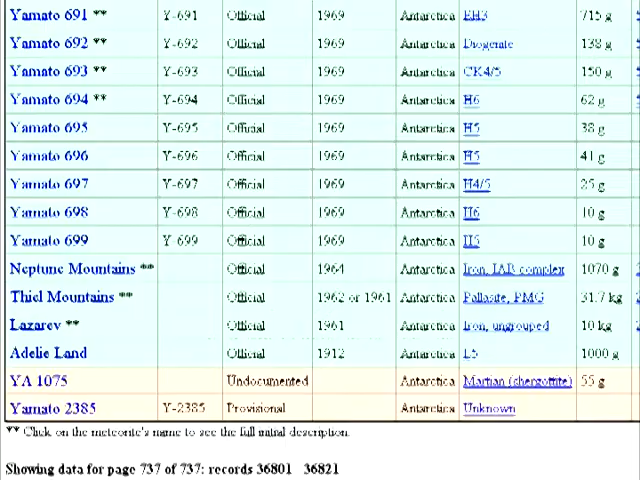 Yamato 691 ** Y-691 Official 1969 Antarctica EH3 715 g
Yamato 692 ** Y-692 Official 1969 Antarctica Diogenite 138 g
Yamato 693 ** Y-693 Official 1969 Antarctica CK4/5 150 g
Yamato 694 ** Y-694 Official 1969 Antarctica H6 62 g
Yamato 695 Y-695 Official 1969 Antarctica H5 38 g
Yamato 696 Y-696 Official 1969 Antarctica H5 41 g
Yamato 697 Y-697 Official 1969 Antarctica H4/5 25 g
Yamato 698 Y-698 Official 1969 Antarctica H6 10 g
Yamato 699 Y-699 Official 1969 Antarctica H5 10 g
Neptune Mountains ** Official 1964 Antarctica Iron, IAB complex 1070 g
Thiel Mountains ** Official 1962 or 1961 Antarctica Pallasite, PMG 31.7 kg
Lazarev ** Official 1961 Antarctica Iron, ungrouped 10 kg
Adelie Land Official 1912 Antarctica L5 1000 g
YA 1075 Undocumented Antarctica Martian (shergottite) 55 g
Yamato 2385 Y-2385 Provisional Antarctica Unknown
** Click on the meteorite's name to see the full initial description.
Showing data for page 737 of 737: records 36801 36821